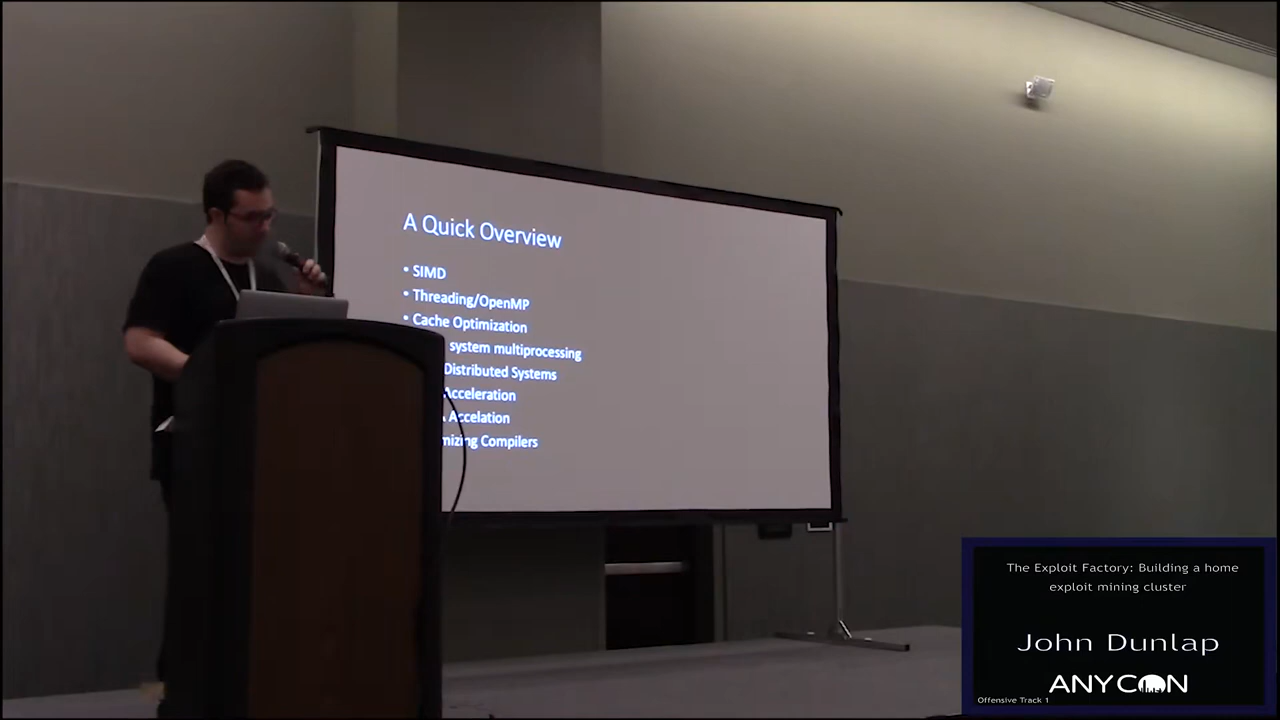 A Quick Overview
• SIMD
• Threading/OpenMP
• Cache Optimization
system multiprocessing
Distributed Systems
Acceleration
Accelation
mizing Compilers
The Exploit Factory: Building a home
exploit mining cluster
John Dunlap
ANYCON
Offensive Track 1